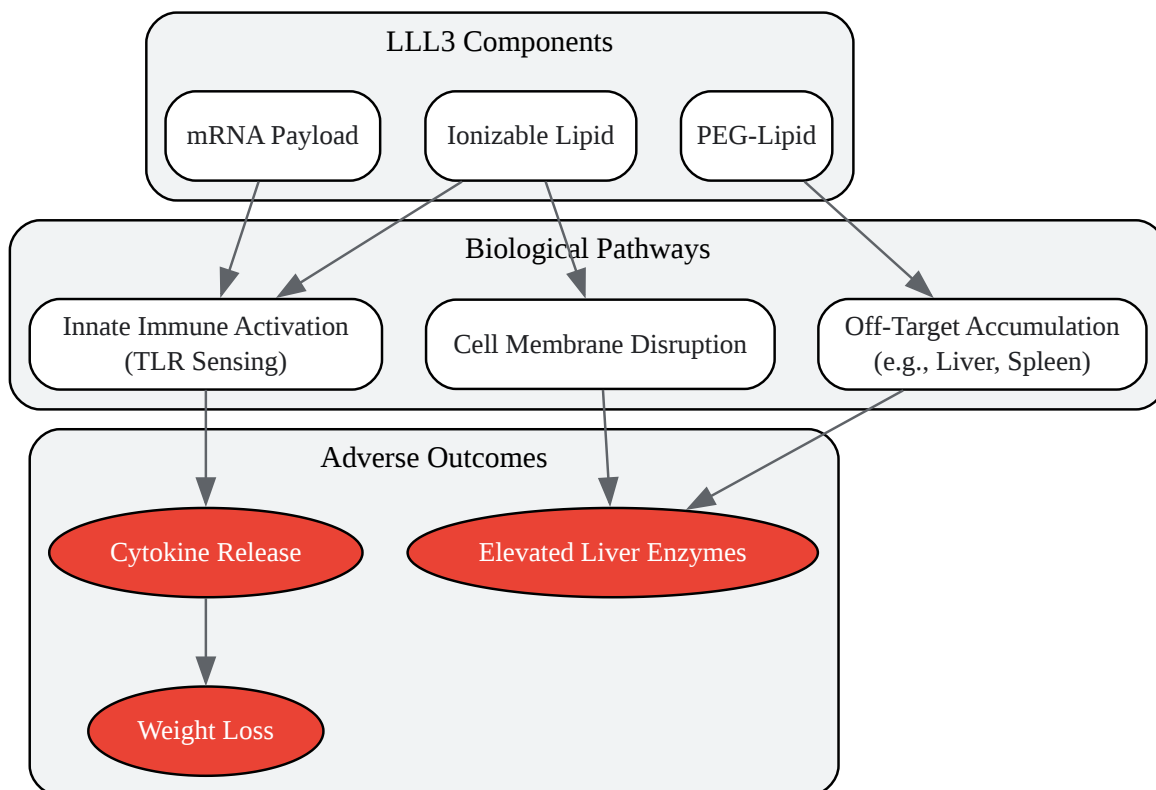 LLL3 Components
mRNA Payload
Ionizable Lipid
PEG-Lipid
Biological Pathways
Innate Immune Activation
(TLR Sensing)
Cell Membrane Disruption
Off-Target Accumulation
(e.g., Liver, Spleen)
Adverse Outcomes
Cytokine Release
Elevated Liver Enzymes
Weight Loss